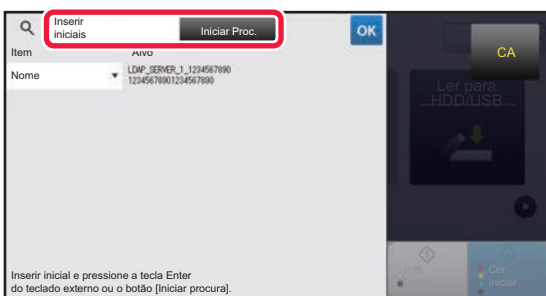 Inserir
iniciais
Iniciar Proc.
OK
CA
Item
Alvo
Nome
LDAP_SERVER_1_1234567890
12345678901234567890
Ler para
HDD/USB
Inserir inicial e pressione a tecla Enter
do teclado externo ou o botão [Iniciar procura].
P/B
Iniciar
Cor
Iniciar